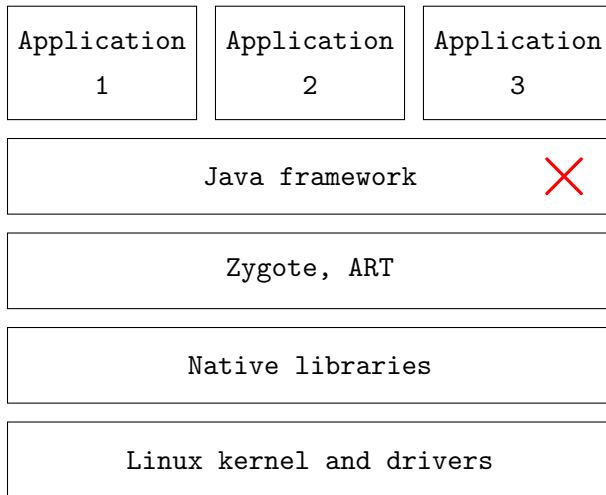 Application Application Application
1 2 3
Java framework
Zygote, ART
Native libraries
Linux kernel and drivers